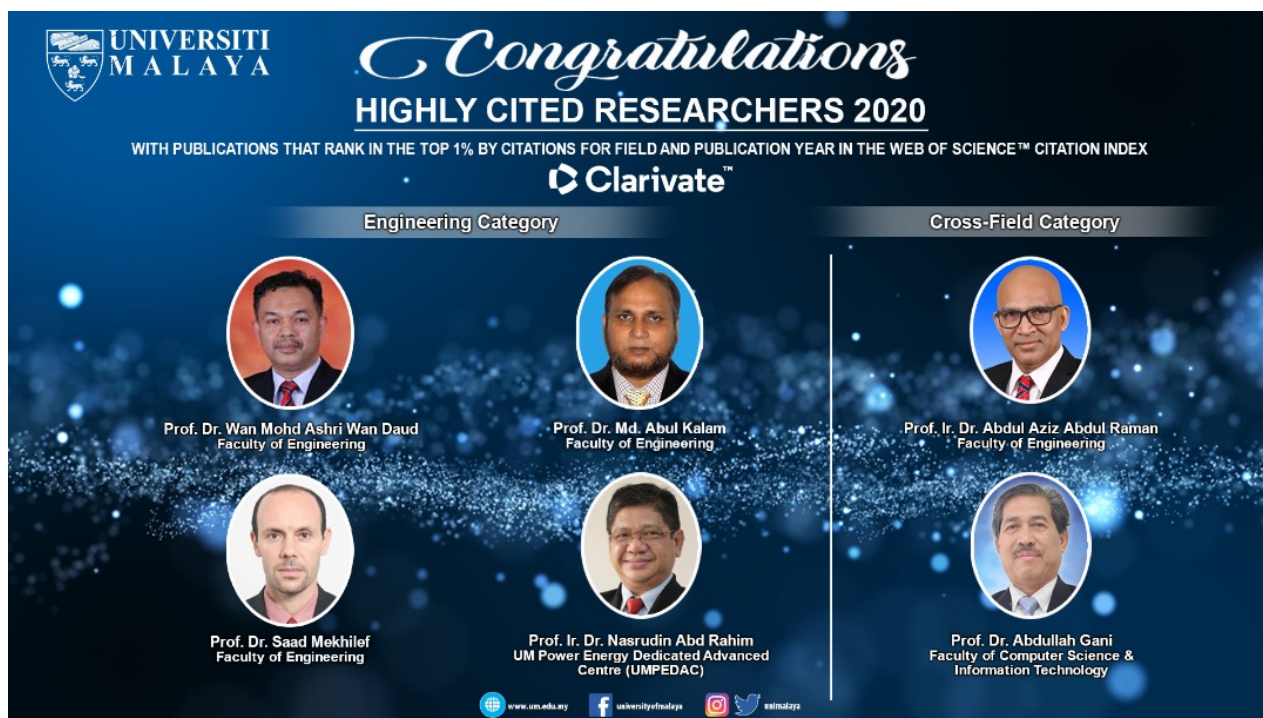 UNIVERSITI
MALAYA
Congratulations
HIGHLY CITED RESEARCHERS 2020
WITH PUBLICATIONS THAT RANK IN THE TOP 1% BY CITATIONS FOR FIELD AND PUBLICATION YEAR IN THE WEB OF SCIENCE™ CITATION INDEX
Clarivate™
Engineering Category
Prof. Dr. Wan Mohd Ashri Wan Daud
Faculty of Engineering
Prof. Dr. Md. Abul Kalam
Faculty of Engineering
Prof. Dr. Saad Mekhilef
Faculty of Engineering
Prof. Ir. Dr. Nasrudin Abd Rahim
UM Power Energy Dedicated Advanced
Centre (UMPEDAC)
Cross-Field Category
Prof. Ir. Dr. Abdul Aziz Abdul Raman
Faculty of Engineering
Prof. Dr. Abdullah Gani
Faculty of Computer Science &
Information Technology
www.um.edu.my
universityofmalaya
unimalaya